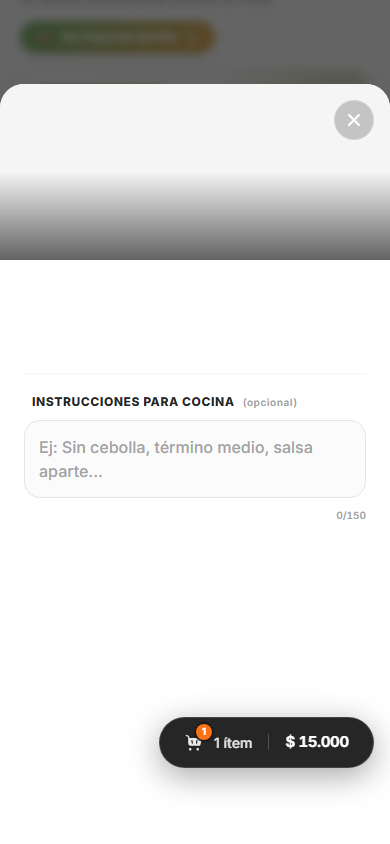 INSTRUCCIONES PARA COCINA (opcional)
Ej: Sin cebolla, término medio, salsa
aparte...
0/150
1
1 ítem
$ 15.000